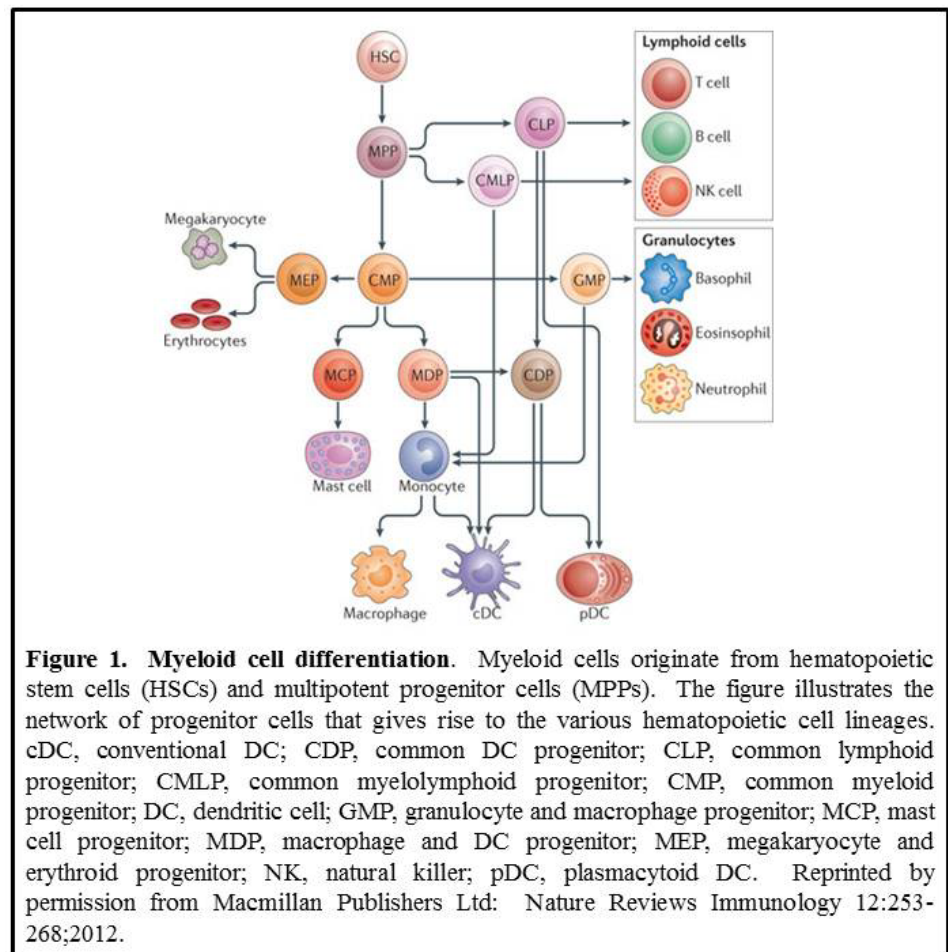 HSC
Lymphoid cells
T cell
CLP
B cell
MPP
CMLP
NK cell
Megakaryocyte
Granulocytes
MEP
CMP
GMP
Basophil
Erythrocytes
Eosinsophil
MCP
MDP
CDP
Neutrophil
Mast cell
Monocyte
Macrophage
cDC
pDC
Figure 1. Myeloid cell differentiation. Myeloid cells originate from hematopoietic
stem cells (HSCs) and multipotent progenitor cells (MPPs). The figure illustrates the
network of progenitor cells that gives rise to the various hematopoietic cell lineages.
cDC, conventional DC; CDP, common DC progenitor; CLP, common lymphoid
progenitor; CMLP, common myelolymphoid progenitor; CMP, common myeloid
progenitor; DC, dendritic cell; GMP, granulocyte and macrophage progenitor; MCP, mast
cell progenitor; MDP, macrophage and DC progenitor; MEP, megakaryocyte and
erythroid progenitor; NK, natural killer; pDC, plasmacytoid DC. Reprinted by
permission from Macmillan Publishers Ltd: Nature Reviews Immunology 12:253-
268;2012.